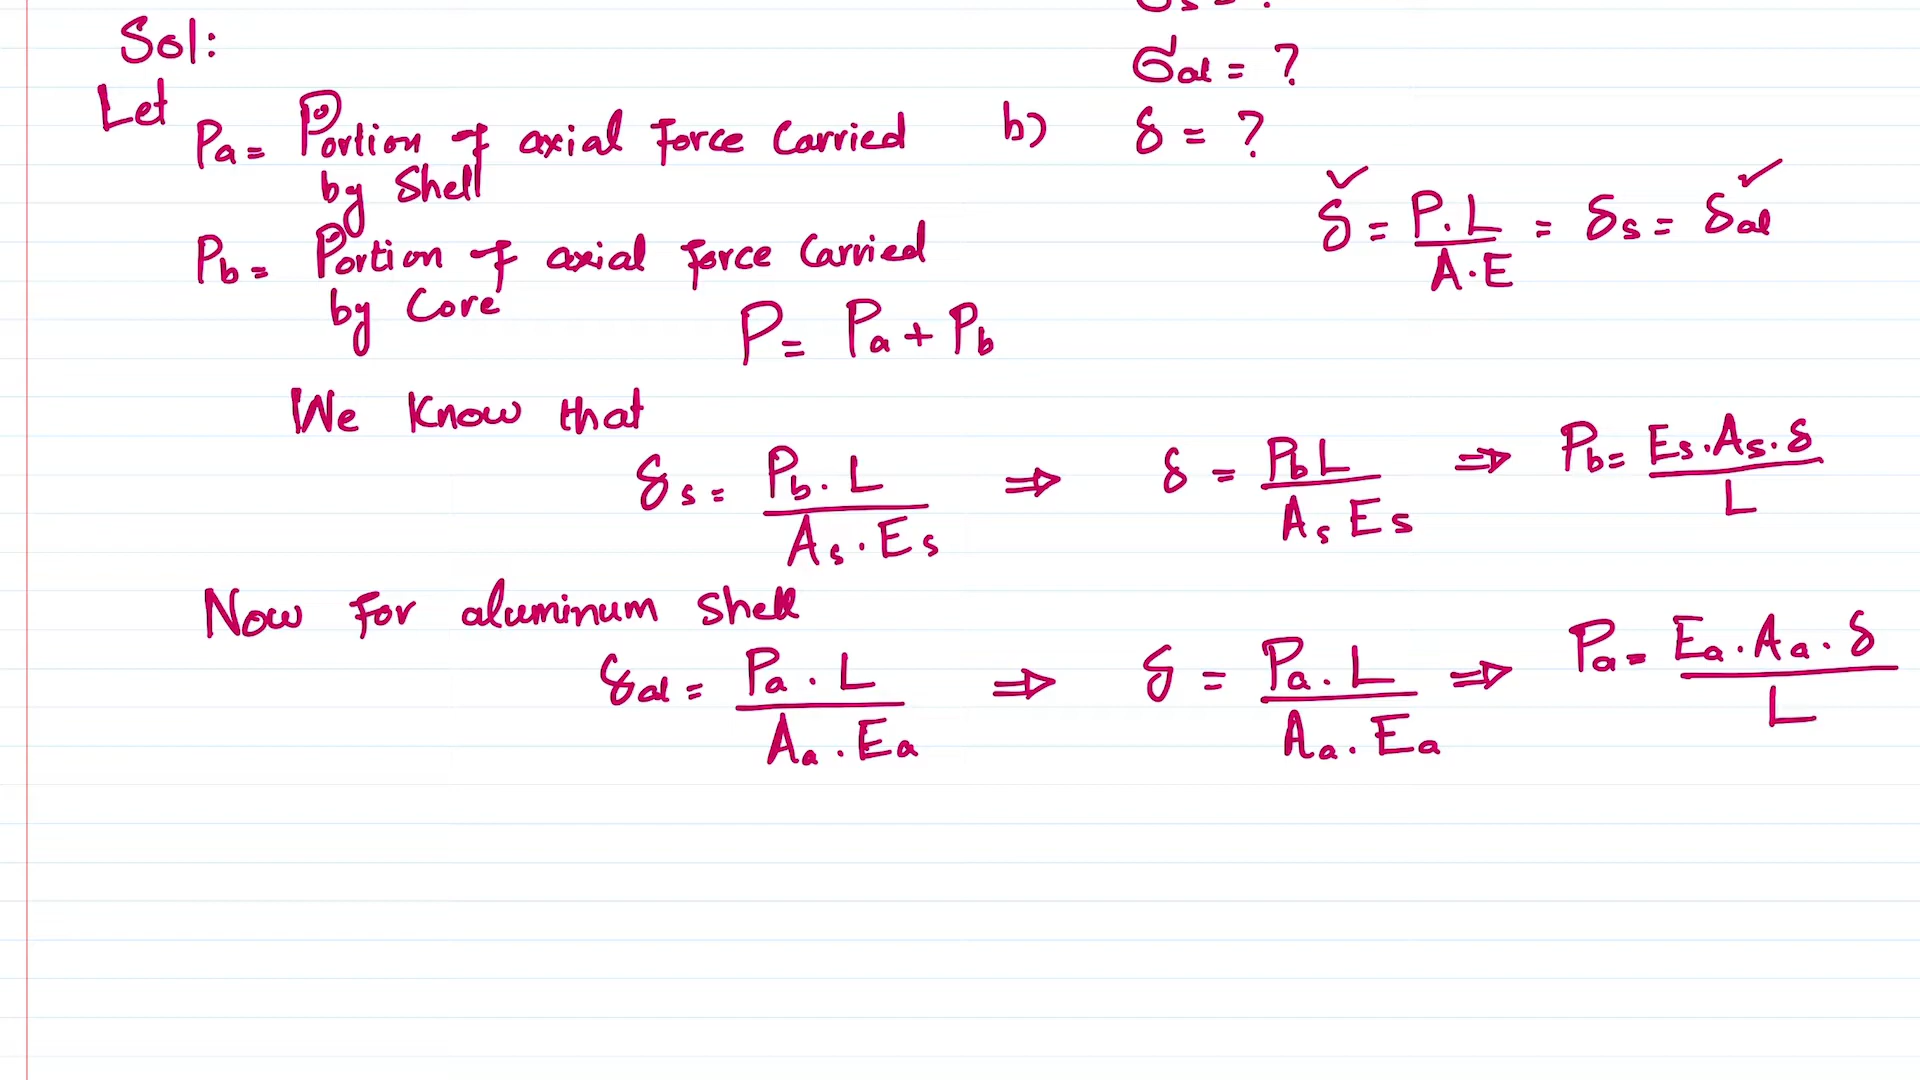 Sol:
Let
Pa = Portion of axial force Carried
by Shell
Pb = Portion of axial force Carried
by Core
P = Pa + Pb
σal = ?
b) δ = ?
δ = P.L / A.E = δs = δal
We Know that
δs = Pb. L / As. Es ⇒ δ = PbL / As Es ⇒ Pb = Es. As. δ / L
Now for aluminum shell
δal = Pa. L / Aa. Ea ⇒ δ = Pa. L / Aa. Ea ⇒ Pa = Ea. Aa. δ / L